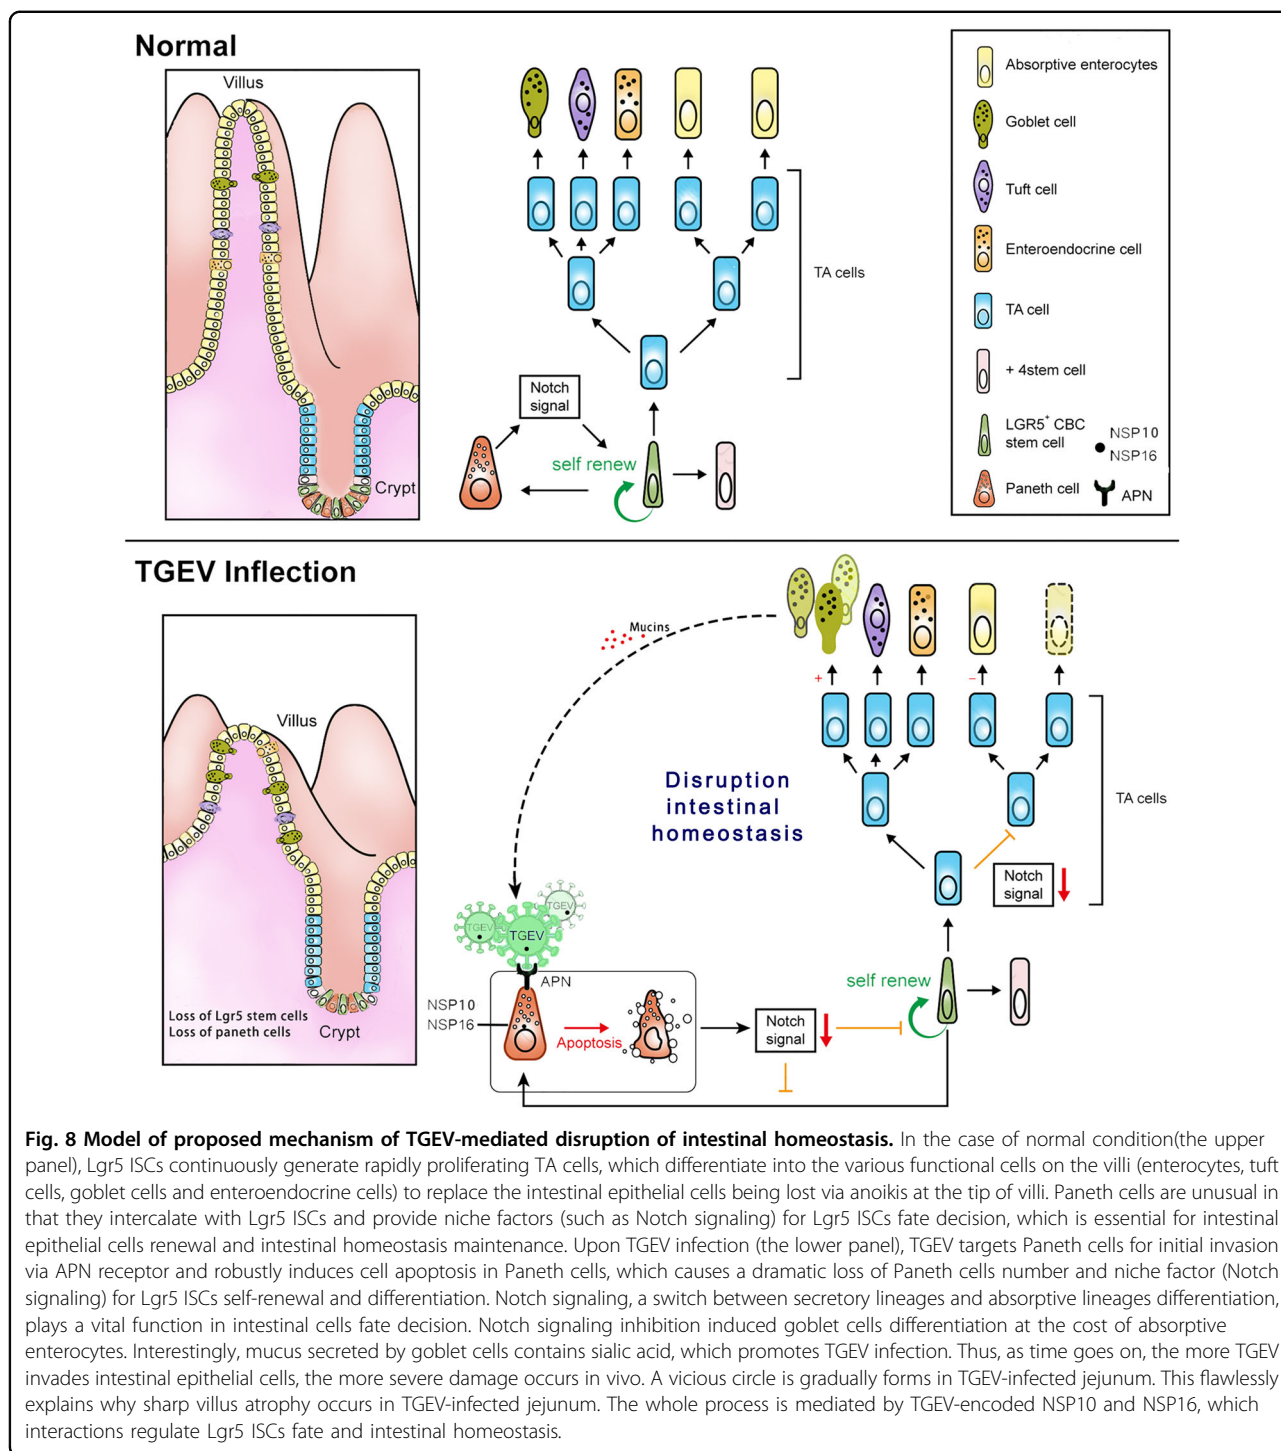 Normal
Villus
Crypt
Notch
signal
self renew
TA cells
Absorptive enterocytes
Goblet cell
Tuft cell
Enteroendocrine cell
TA cell
+ 4stem cell
LGR5+ CBC
stem cell
NSP10
NSP16
Paneth cell
APN
TGEV Inflection
Villus
Loss of Lgr5 stem cells
Loss of paneth cells
Crypt
Mucins
+
−
Disruption
intestinal
homeostasis
TA cells
Notch
signal
TGEV
TGEV
TGEV
APN
NSP10
NSP16
Apoptosis
Notch
signal
self renew
Fig. 8 Model of proposed mechanism of TGEV-mediated disruption of intestinal homeostasis. In the case of normal condition(the upper
panel), Lgr5 ISCs continuously generate rapidly proliferating TA cells, which differentiate into the various functional cells on the villi (enterocytes, tuft
cells, goblet cells and enteroendocrine cells) to replace the intestinal epithelial cells being lost via anoikis at the tip of villi. Paneth cells are unusual in
that they intercalate with Lgr5 ISCs and provide niche factors (such as Notch signaling) for Lgr5 ISCs fate decision, which is essential for intestinal
epithelial cells renewal and intestinal homeostasis maintenance. Upon TGEV infection (the lower panel), TGEV targets Paneth cells for initial invasion
via APN receptor and robustly induces cell apoptosis in Paneth cells, which causes a dramatic loss of Paneth cells number and niche factor (Notch
signaling) for Lgr5 ISCs self-renewal and differentiation. Notch signaling, a switch between secretory lineages and absorptive lineages differentiation,
plays a vital function in intestinal cells fate decision. Notch signaling inhibition induced goblet cells differentiation at the cost of absorptive
enterocytes. Interestingly, mucus secreted by goblet cells contains sialic acid, which promotes TGEV infection. Thus, as time goes on, the more TGEV
invades intestinal epithelial cells, the more severe damage occurs in vivo. A vicious circle is gradually forms in TGEV-infected jejunum. This flawlessly
explains why sharp villus atrophy occurs in TGEV-infected jejunum. The whole process is mediated by TGEV-encoded NSP10 and NSP16, which
interactions regulate Lgr5 ISCs fate and intestinal homeostasis.